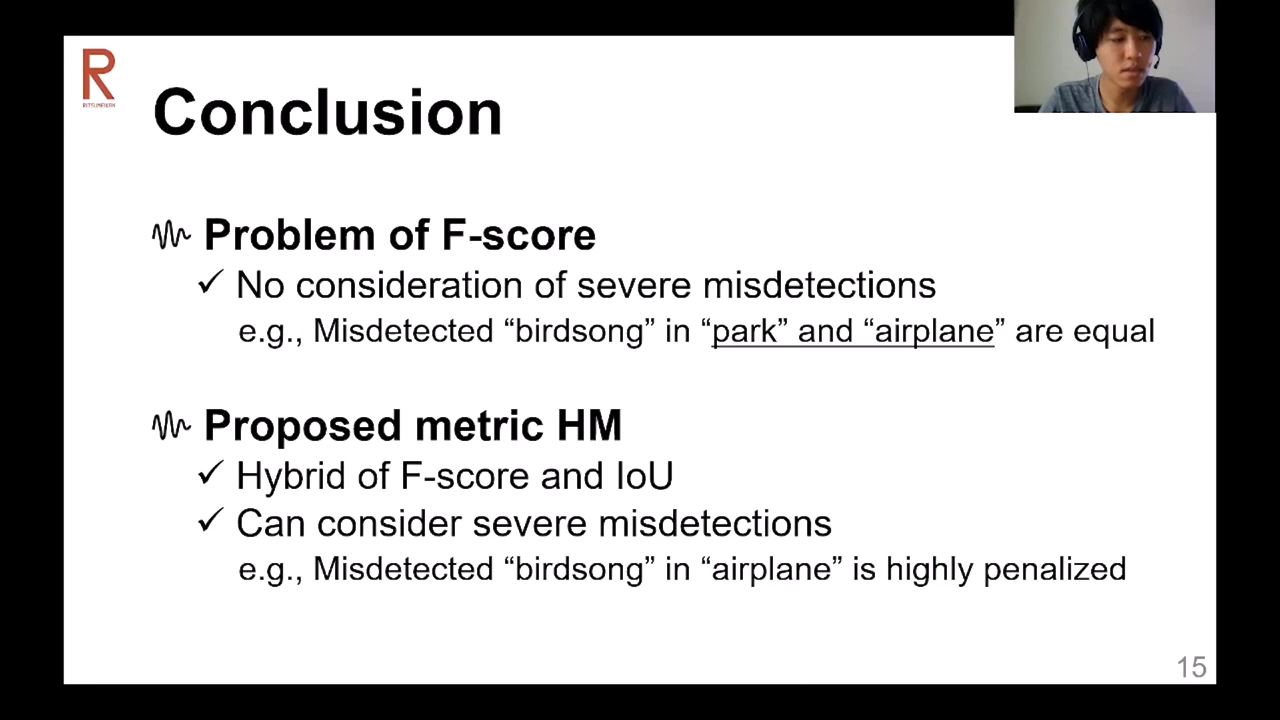 R
RITSUMEIKAN
Conclusion
Problem of F-score
✓ No consideration of severe misdetections
e.g., Misdetected “birdsong” in “park” and “airplane” are equal
Proposed metric HM
✓ Hybrid of F-score and IoU
✓ Can consider severe misdetections
e.g., Misdetected “birdsong” in “airplane” is highly penalized
15